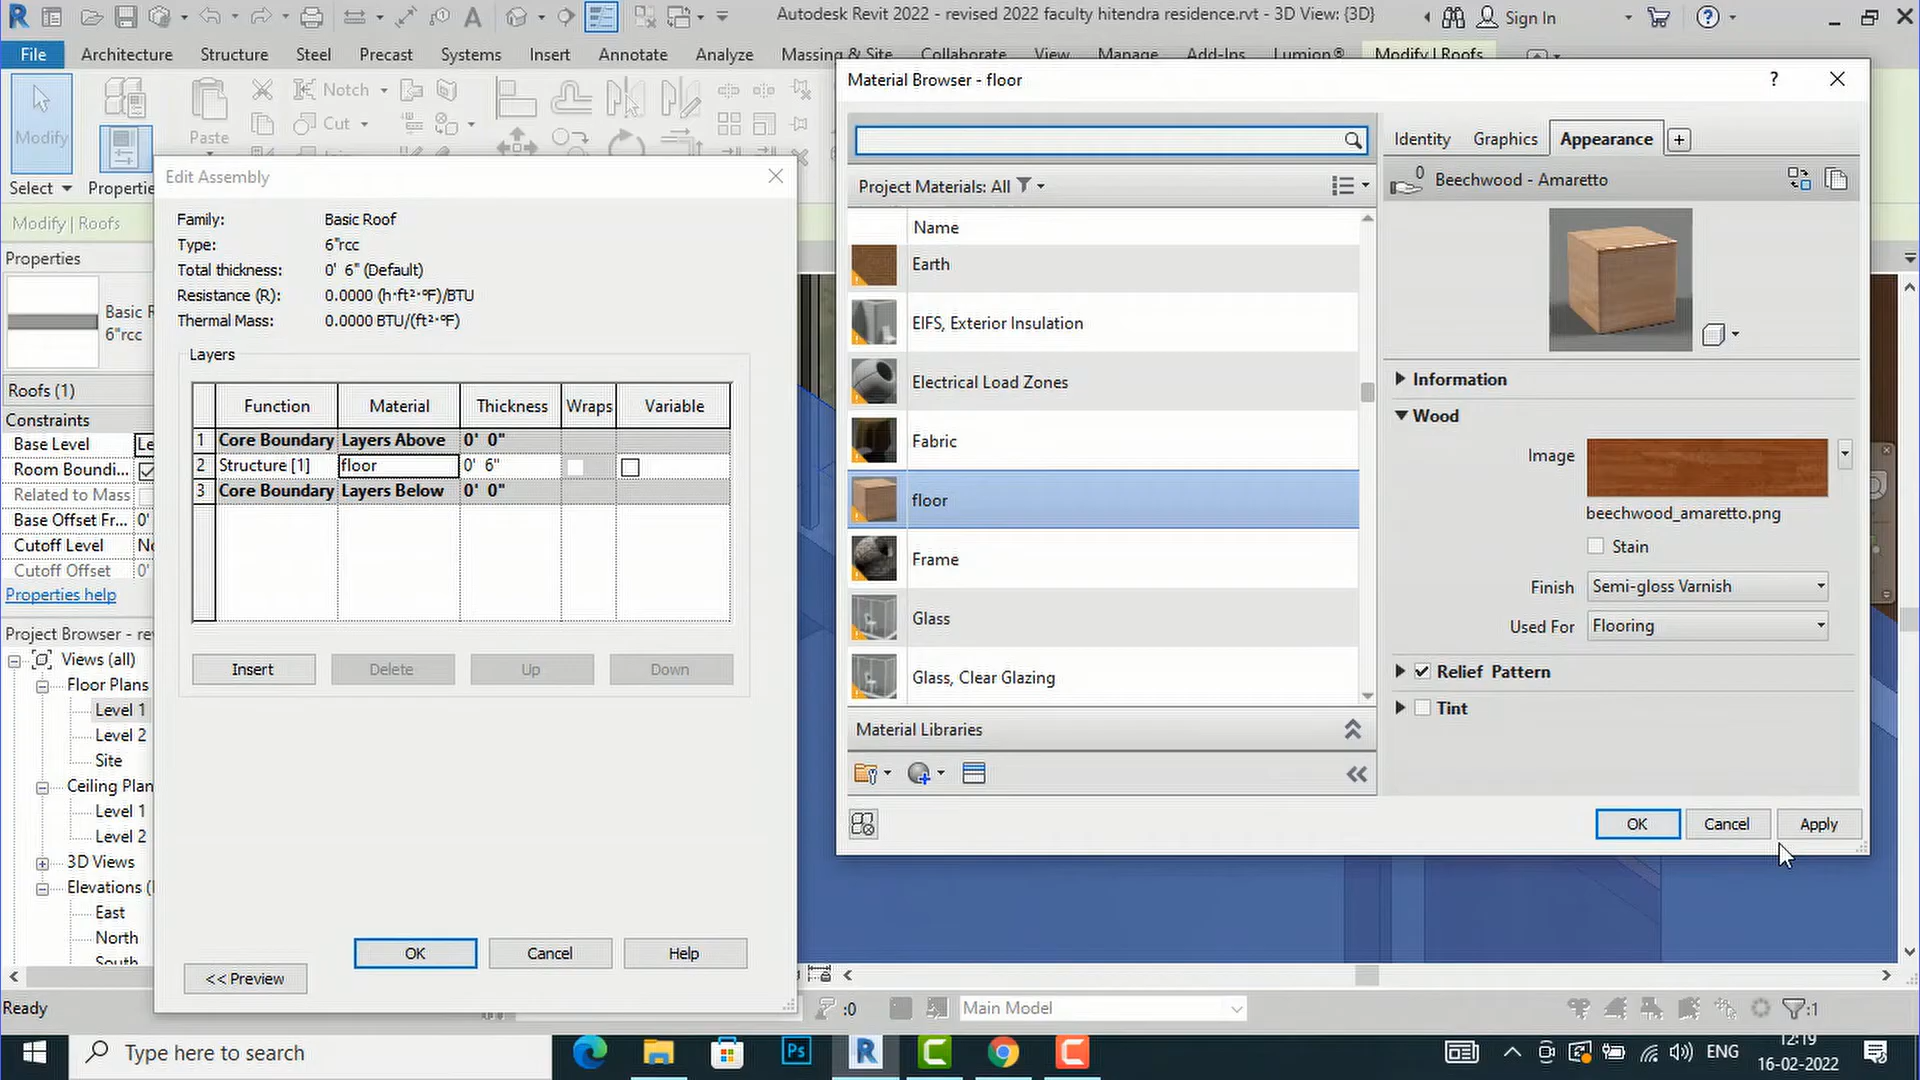 Autodesk Revit 2022 - revised 2022 faculty hitendra residence.rvt - 3D View: {3D}
Sign In
File
Architecture
Structure
Steel
Precast
Systems
Insert
Annotate
Analyze
Massing & Site
Collaborate
View
Manage
Add-Ins
Lumion®
Modify | Roofs
Modify
Paste
Notch
Cut
Select
Properties
Modify | Roofs
Properties
Basic R
6"rcc
Roofs (1)
Constraints
Base Level
Le
Room Boundi...
Related to Mass
Base Offset Fr...
0'
Cutoff Level
No
Cutoff Offset
0'
Properties help
Project Browser - re
Views (all)
Floor Plans
Level 1
Level 2
Site
Ceiling Plan
Level 1
Level 2
3D Views
Elevations (
East
North
South
Ready
Edit Assembly
Family: Basic Roof
Type: 6"rcc
Total thickness: 0' 6" (Default)
Resistance (R): 0.0000 (h·ft²·°F)/BTU
Thermal Mass: 0.0000 BTU/(ft²·°F)
Layers
Function Material Thickness Wraps Variable
1 Core Boundary Layers Above 0' 0"
2 Structure [1] floor 0' 6"
3 Core Boundary Layers Below 0' 0"
Insert
Delete
Up
Down
OK
Cancel
Help
<< Preview
Material Browser - floor
?
Project Materials: All
Name
Earth
EIFS, Exterior Insulation
Electrical Load Zones
Fabric
floor
Frame
Glass
Glass, Clear Glazing
Material Libraries
Identity
Graphics
Appearance
+
0
Beechwood - Amaretto
Information
Wood
Image
beechwood_amaretto.png
Stain
Finish Semi-gloss Varnish
Used For Flooring
Relief Pattern
Tint
OK
Cancel
Apply
:0
Main Model
:1
Type here to search
Ps
R
ENG
12:19
16-02-2022